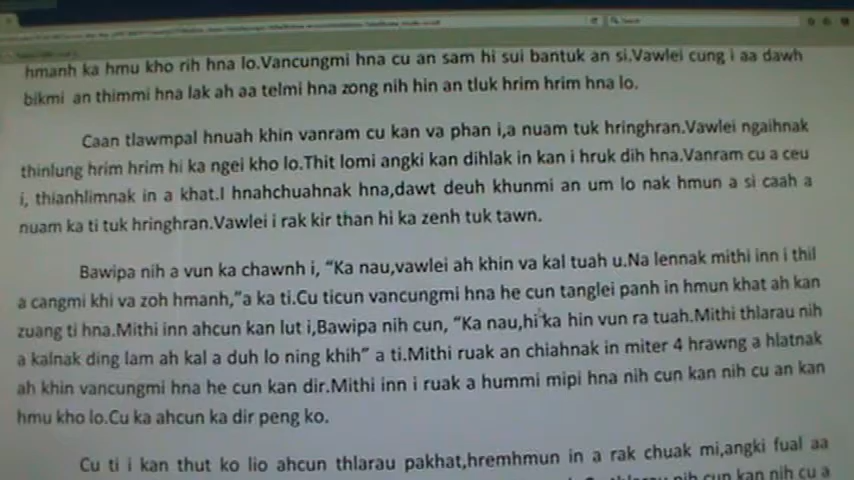 hmanh ka hmu kho rih hna lo.Vancungmi hna cu an sam hi sui bantuk an si.Vawlei cung i aa dawh
bikmi an thimmi hna lak ah aa telmi hna zong nih hin an tluk hrim hrim hna lo.
Caan tlawmpal hnuah khin vanram cu kan va phan i,a nuam tuk hringhran.Vawlei ngaihnak
thinlung hrim hrim hi ka ngei kho lo.Thit lomi angki kan dihlak in kan i hruk dih hna.Vanram cu a ceu
i, thianhlimnak in a khat.I hnahchuahnak hna,dawt deuh khunmi an um lo nak hmun a si caah a
nuam ka ti tuk hringhran.Vawlei i rak kir than hi ka zenh tuk tawn.
Bawipa nih a vun ka chawnh i, “Ka nau,vawlei ah khin va kal tuah u.Na lennak mithi inn i thil
a cangmi khi va zoh hmanh,”a ka ti.Cu ticun vancungmi hna he cun tanglei panh in hmun khat ah kan
zuang ti hna.Mithi inn ahcun kan lut i,Bawipa nih cun, “Ka nau,hi ka hin vun ra tuah.Mithi thlarau nih
a kalnak ding lam ah kal a duh lo ning khih” a ti.Mithi ruak an chiahnak in miter 4 hrawng a hlatnak
ah khin vancungmi hna he cun kan dir.Mithi inn i ruak a hummi mipi hna nih cun kan nih cu an kan
hmu kho lo.Cu ka ahcun ka dir peng ko.
Cu ti i kan thut ko lio ahcun thlarau pakhat,hremhmun in a rak chuak mi,angki fual aa
thlarau nih cun kan nih cu a